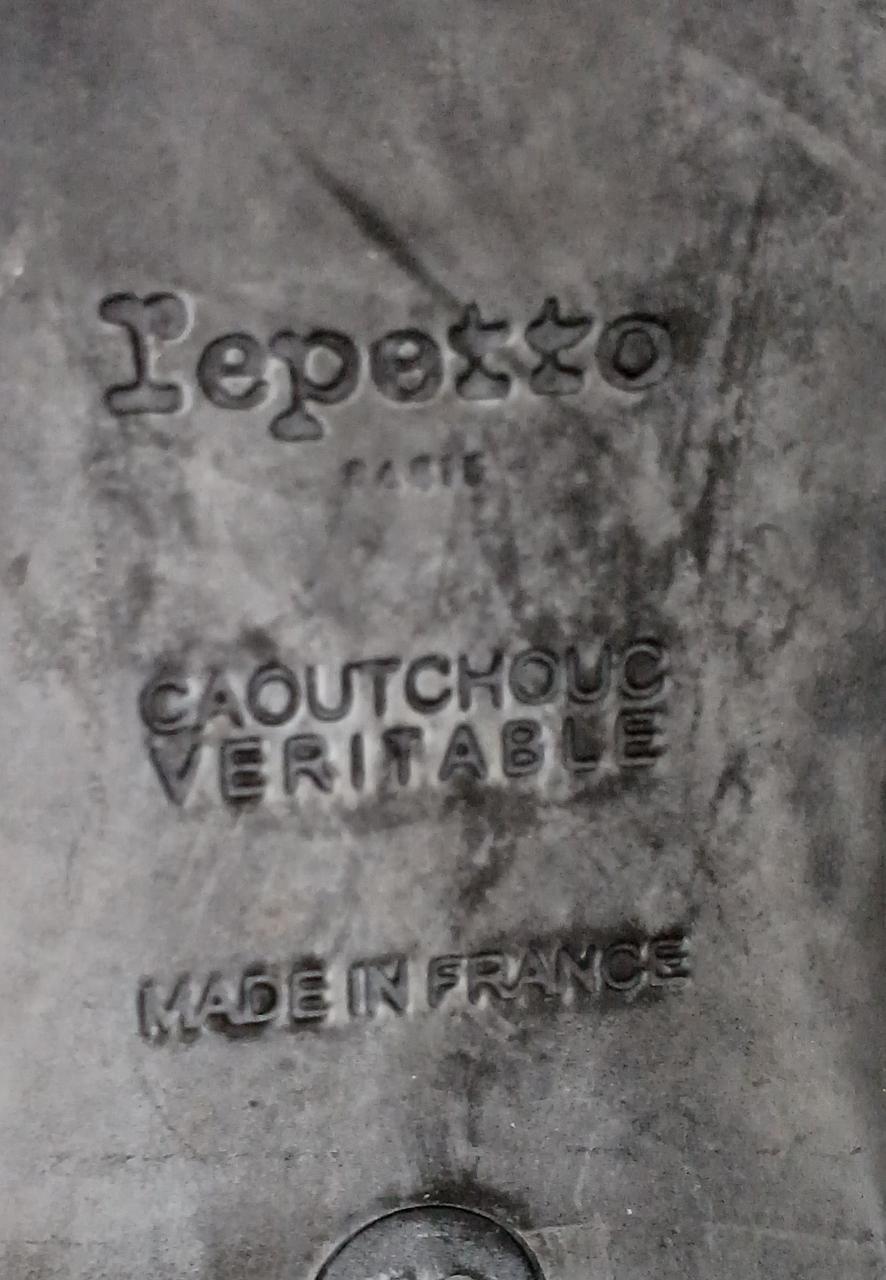 repetto
PARIS
CAOUTCHOUC
VERITABLE
MADE IN FRANCE